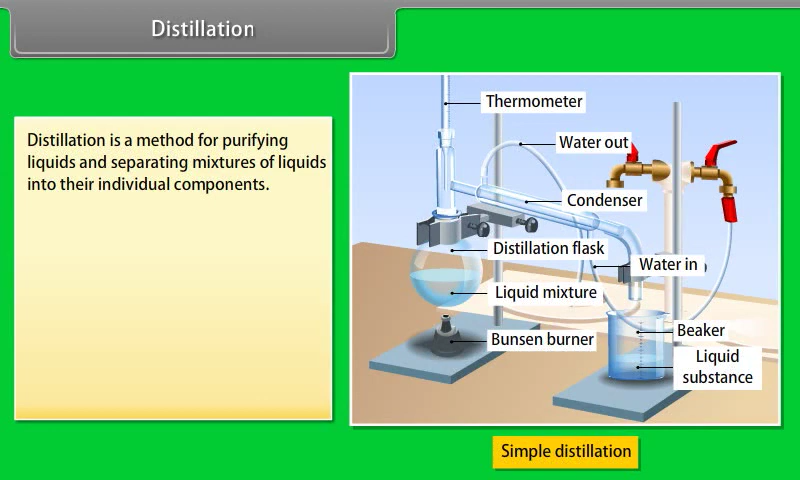 Distillation
Distillation is a method for purifying
liquids and separating mixtures of liquids
into their individual components.
Thermometer
Water out
Condenser
Distillation flask
Water in
Liquid mixture
Beaker
Bunsen burner
Liquid
substance
Simple distillation